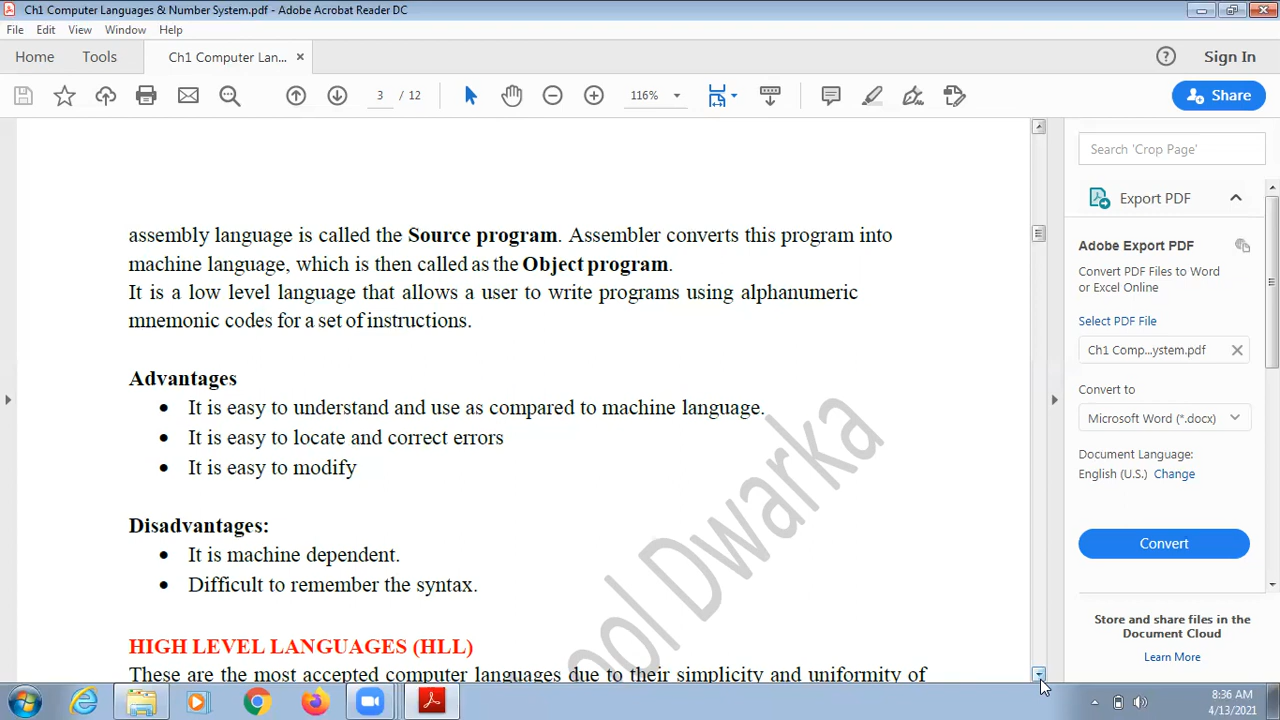 Ch1 Computer Languages & Number System.pdf - Adobe Acrobat Reader DC
File Edit View Window Help
Home Tools Ch1 Computer Lan... × Sign In
3 / 12 116% Share
assembly language is called the Source program. Assembler converts this program into
machine language, which is then called as the Object program.
It is a low level language that allows a user to write programs using alphanumeric
mnemonic codes for a set of instructions.
Advantages
• It is easy to understand and use as compared to machine language.
• It is easy to locate and correct errors
• It is easy to modify
Disadvantages:
• It is machine dependent.
• Difficult to remember the syntax.
HIGH LEVEL LANGUAGES (HLL)
These are the most accepted computer languages due to their simplicity and uniformity of
ool Dwarka
Search 'Crop Page'
Export PDF
Adobe Export PDF
Convert PDF Files to Word
or Excel Online
Select PDF File
Ch1 Comp...ystem.pdf ×
Convert to
Microsoft Word (*.docx)
Document Language:
English (U.S.) Change
Convert
Store and share files in the
Document Cloud
Learn More
8:36 AM
4/13/2021